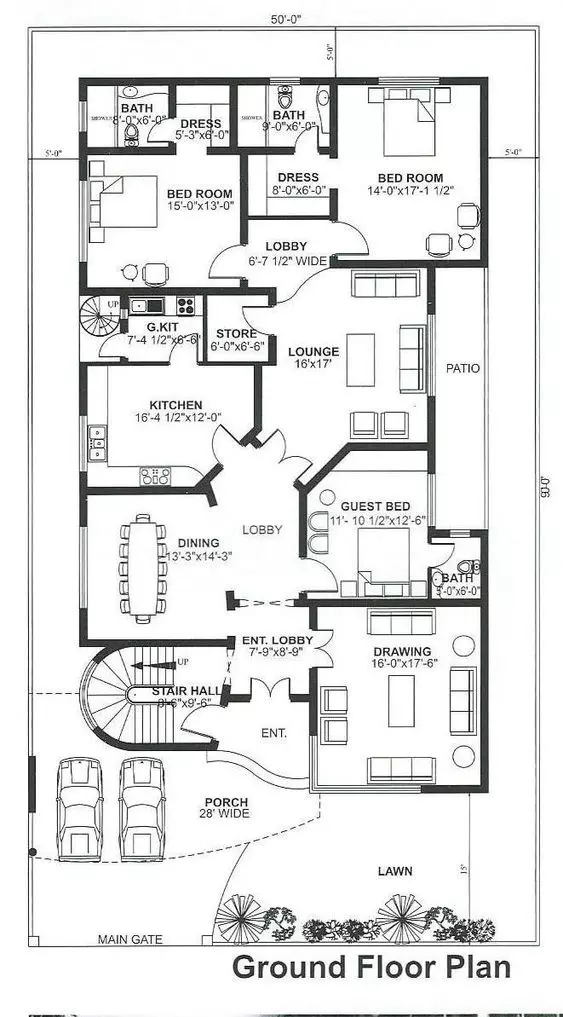 50'-0"
5'-0"
BATH
8'-0"x6'-0"
SHOWER
DRESS
5'-3"x6'-0"
BATH
9'-0"x6'-0"
SHOWER
5'-0"
5'-0"
BED ROOM
15'-0"x13'-0"
DRESS
8'-0"x6'-0"
BED ROOM
14'-0"x17'-1 1/2"
LOBBY
6'-7 1/2" WIDE
UP
G.KIT
7'-4 1/2"x6'-6"
STORE
6'-0"x6'-6"
LOUNGE
16'x17'
PATIO
KITCHEN
16'-4 1/2"x12'-0"
90'-0"
GUEST BED
11'- 10 1/2"x12'-6"
LOBBY
DINING
13'-3"x14'-3"
BATH
5'-0"x6'-0"
ENT. LOBBY
7'-9"x8'-9"
DRAWING
16'-0"x17'-6"
UP
STAIR HALL
ENT.
PORCH
28' WIDE
LAWN
15'
MAIN GATE
Ground Floor Plan